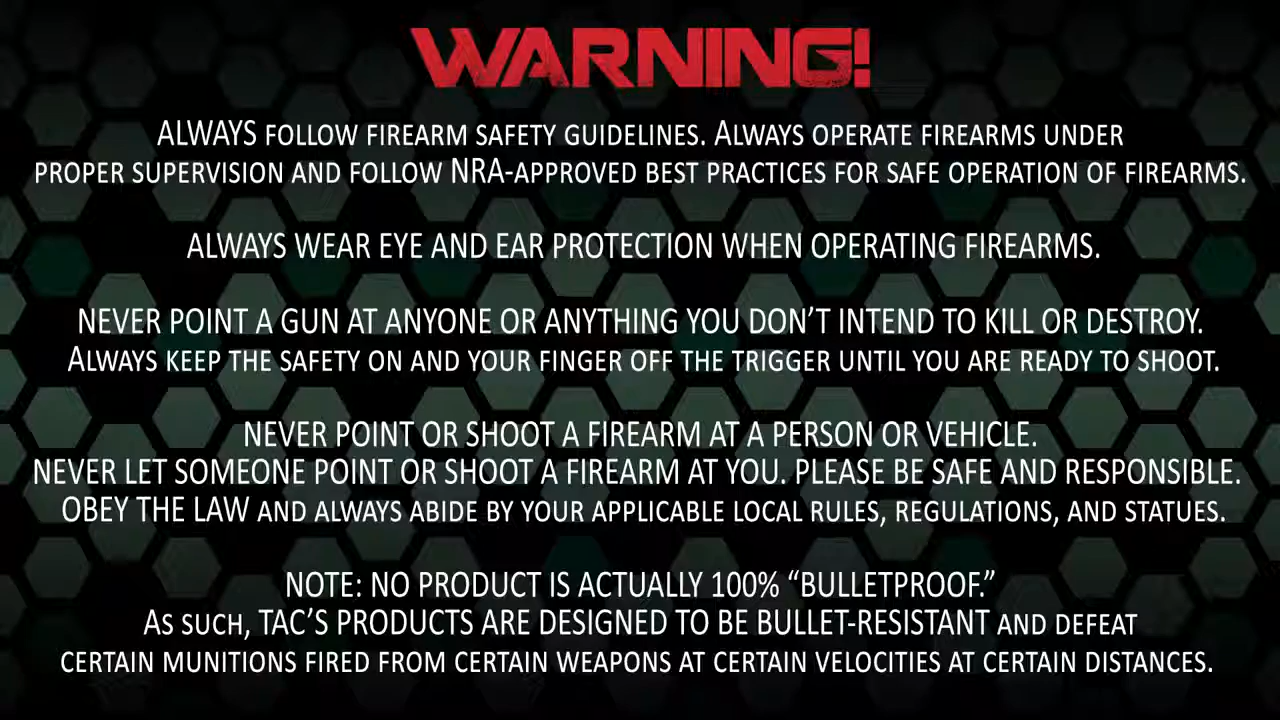 WARNING!
ALWAYS FOLLOW FIREARM SAFETY GUIDELINES. ALWAYS OPERATE FIREARMS UNDER
PROPER SUPERVISION AND FOLLOW NRA-APPROVED BEST PRACTICES FOR SAFE OPERATION OF FIREARMS.
ALWAYS WEAR EYE AND EAR PROTECTION WHEN OPERATING FIREARMS.
NEVER POINT A GUN AT ANYONE OR ANYTHING YOU DON’T INTEND TO KILL OR DESTROY.
ALWAYS KEEP THE SAFETY ON AND YOUR FINGER OFF THE TRIGGER UNTIL YOU ARE READY TO SHOOT.
NEVER POINT OR SHOOT A FIREARM AT A PERSON OR VEHICLE.
NEVER LET SOMEONE POINT OR SHOOT A FIREARM AT YOU. PLEASE BE SAFE AND RESPONSIBLE.
OBEY THE LAW AND ALWAYS ABIDE BY YOUR APPLICABLE LOCAL RULES, REGULATIONS, AND STATUES.
NOTE: NO PRODUCT IS ACTUALLY 100% “BULLETPROOF.”
AS SUCH, TAC’S PRODUCTS ARE DESIGNED TO BE BULLET-RESISTANT AND DEFEAT
CERTAIN MUNITIONS FIRED FROM CERTAIN WEAPONS AT CERTAIN VELOCITIES AT CERTAIN DISTANCES.